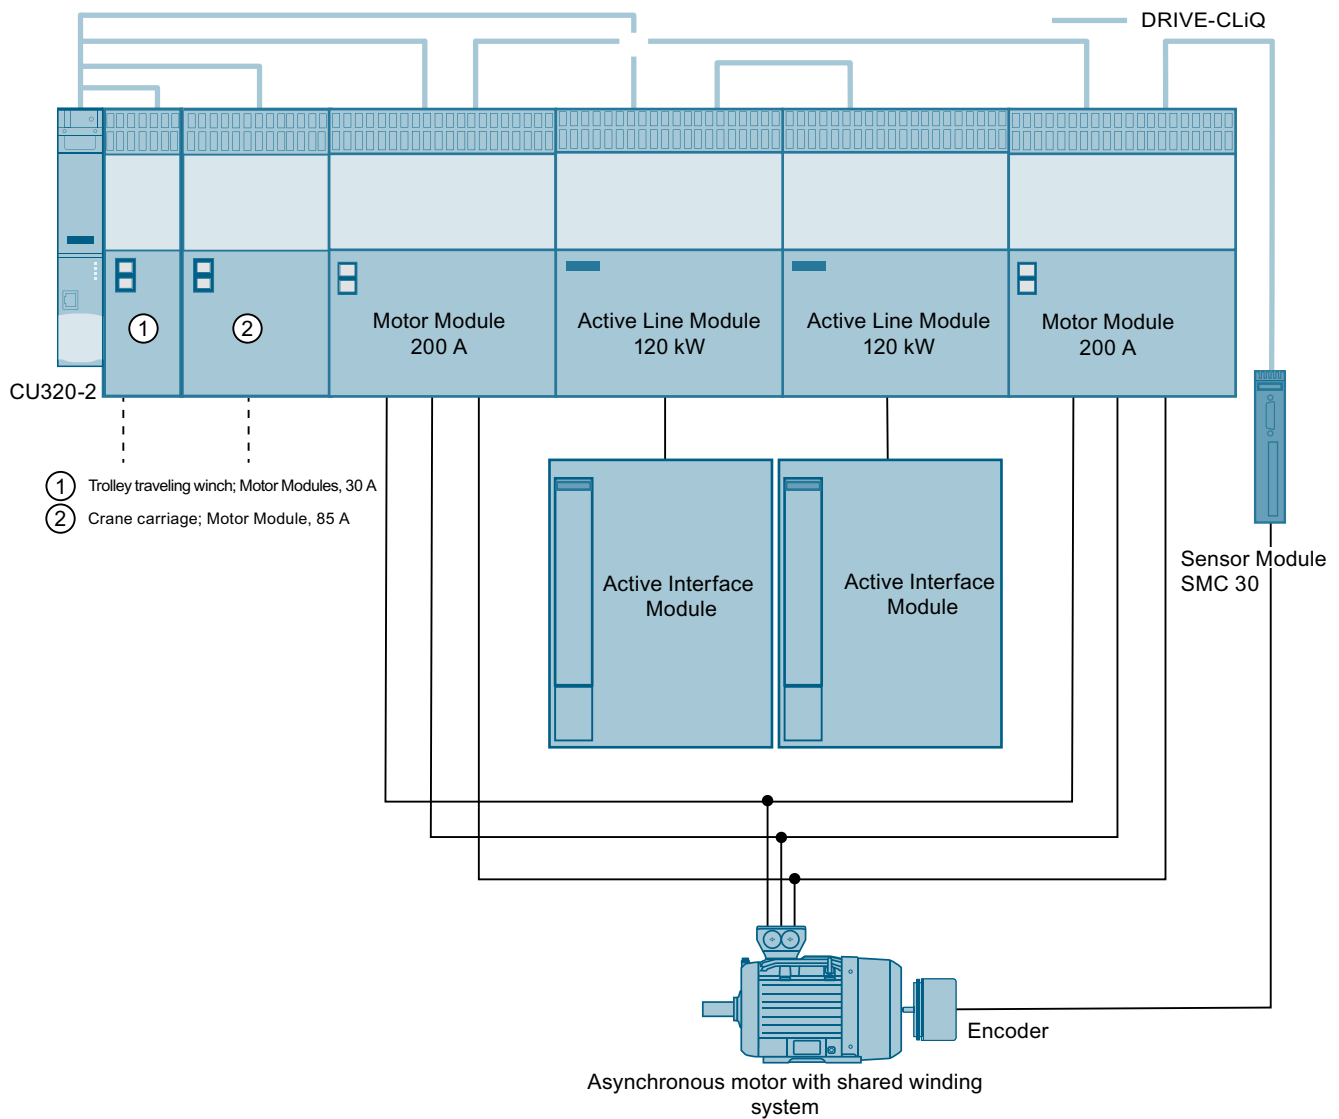 DRIVE-CLiQ
1
2
Motor Module
200 A
Active Line Module
120 kW
Active Line Module
120 kW
Motor Module
200 A
CU320-2
1 Trolley traveling winch; Motor Modules, 30 A
2 Crane carriage; Motor Module, 85 A
Active Interface
Module
Active Interface
Module
Sensor Module
SMC 30
Encoder
Asynchronous motor with shared winding
system